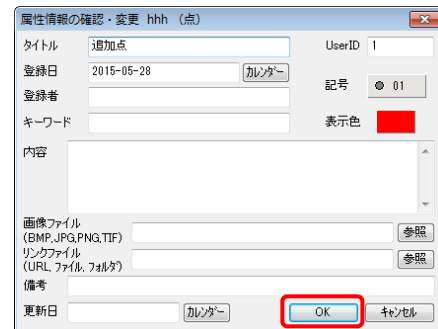 属性情報の確認・変更 hhh （点）
タイトル 追加点 UserID 1
登録日 2015-05-28 カレンダー 記号 01
登録者
キーワード 表示色
内容
画像ファイル
(BMP,JPG,PNG,TIF) 参照
リンクファイル
(URL, ファイル, フォルダ) 参照
備考
更新日 カレンダー OK キャンセル